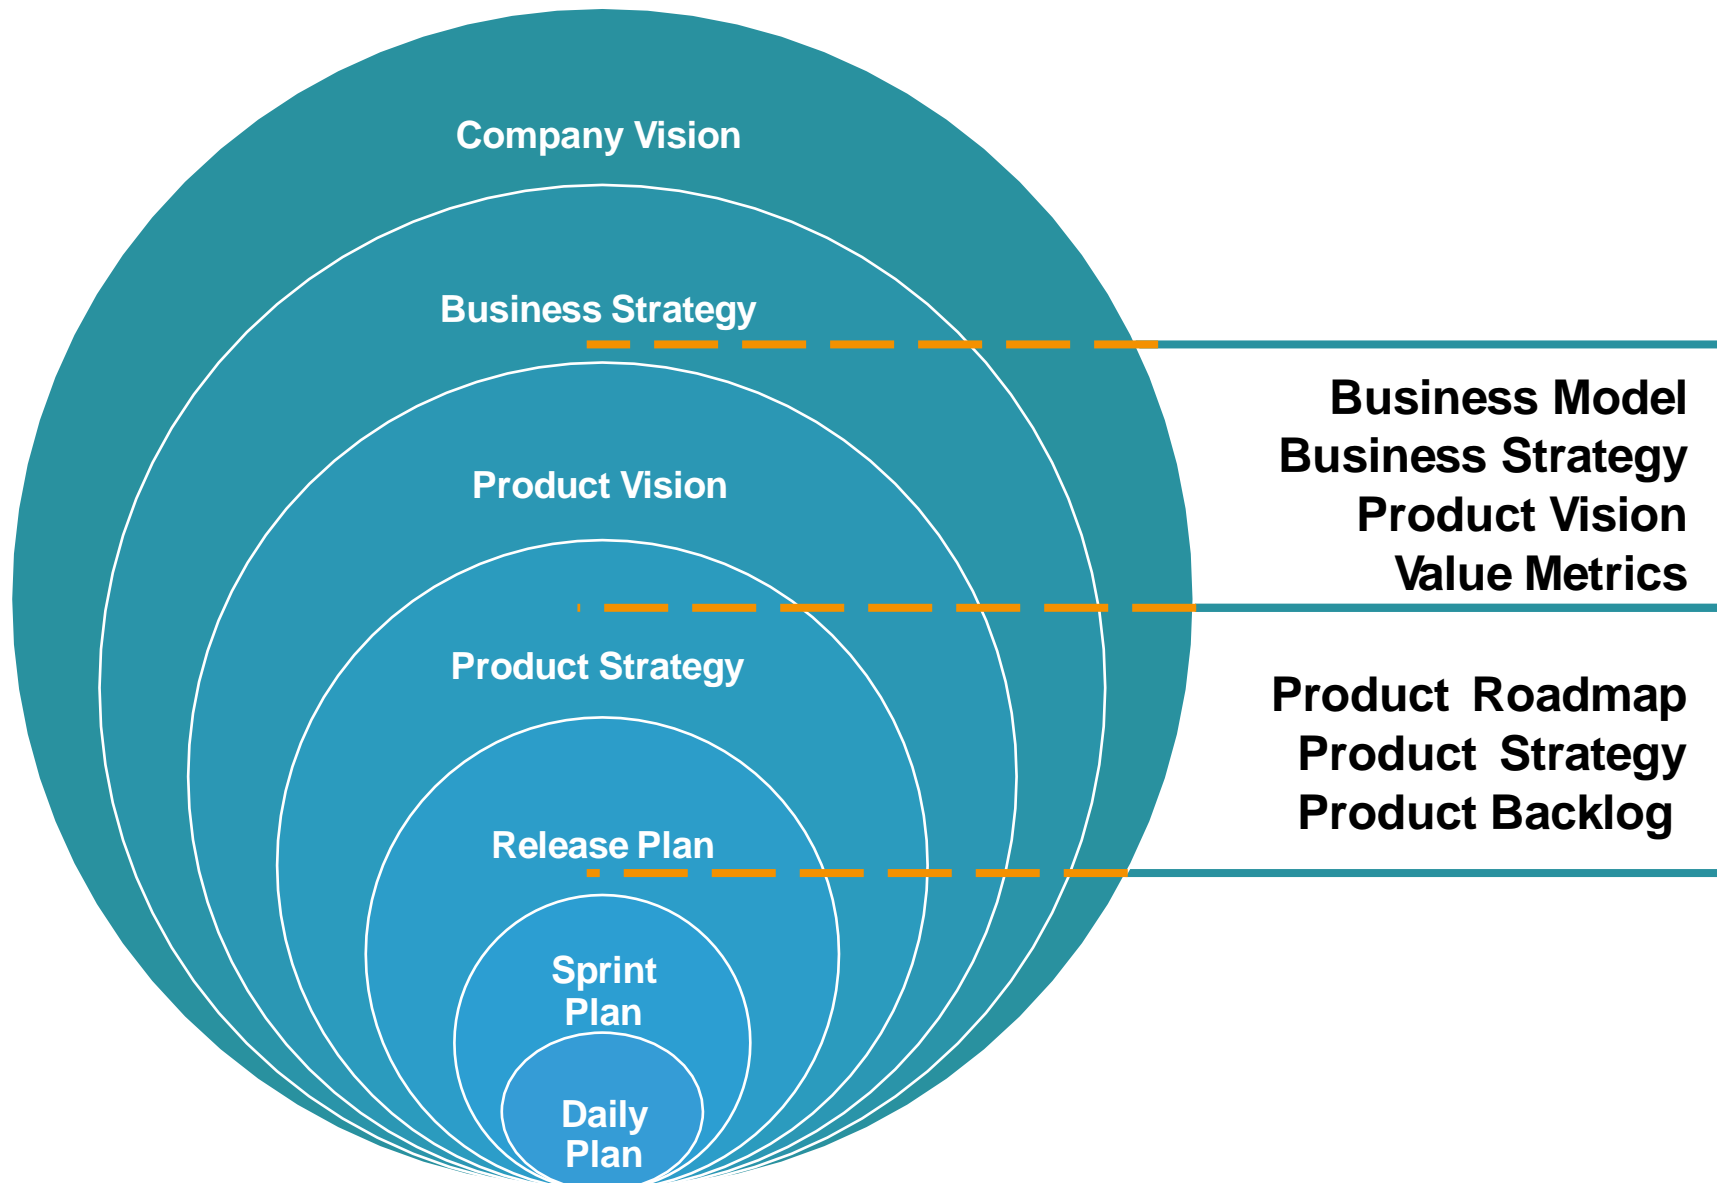 Company Vision
Business Strategy
Product Vision
Product Strategy
Release Plan
Sprint
Plan
Daily
Plan
Business Model
Business Strategy
Product Vision
Value Metrics
Product Roadmap
Product Strategy
Product Backlog